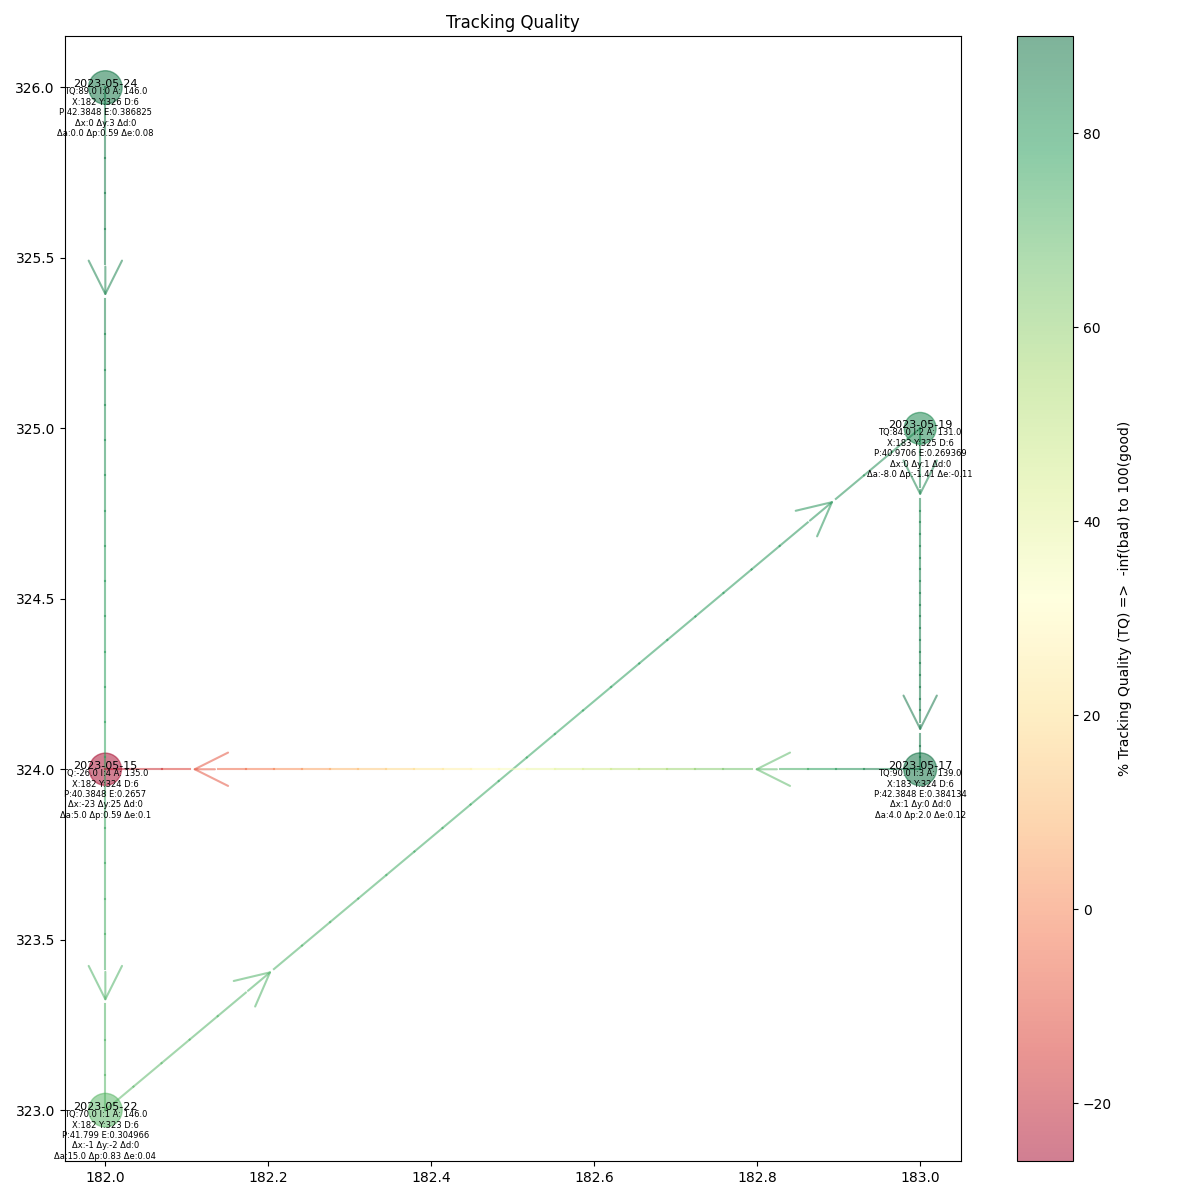 Tracking Quality
326.0
325.5
325.0
324.5
324.0
323.5
323.0
182.0
182.2
182.4
182.6
182.8
183.0
2023-05-24
TQ:89.0 I:0 A: 146.0
X:182 Y:326 D:6
P:42.3848 E:0.386825
Δx:0 Δy:3 Δd:0
Δa:0.0 Δp:0.59 Δe:0.08
2023-05-19
TQ:84.0 I:2 A: 131.0
X:183 Y:325 D:6
P:40.9706 E:0.269369
Δx:0 Δy:1 Δd:0
Δa:-8.0 Δp:-1.41 Δe:-0.11
2023-05-15
TQ:-26.0 I:4 A: 135.0
X:182 Y:324 D:6
P:40.3848 E:0.2657
Δx:-23 Δy:25 Δd:0
Δa:5.0 Δp:0.59 Δe:0.1
2023-05-17
TQ:90.0 I:3 A: 139.0
X:183 Y:324 D:6
P:42.3848 E:0.384134
Δx:1 Δy:0 Δd:0
Δa:4.0 Δp:2.0 Δe:0.12
2023-05-22
TQ:70.0 I:1 A: 146.0
X:182 Y:323 D:6
P:41.799 E:0.304966
Δx:-1 Δy:-2 Δd:0
Δa:15.0 Δp:0.83 Δe:0.04
80
60
40
20
0
−20
% Tracking Quality (TQ) => -inf(bad) to 100(good)